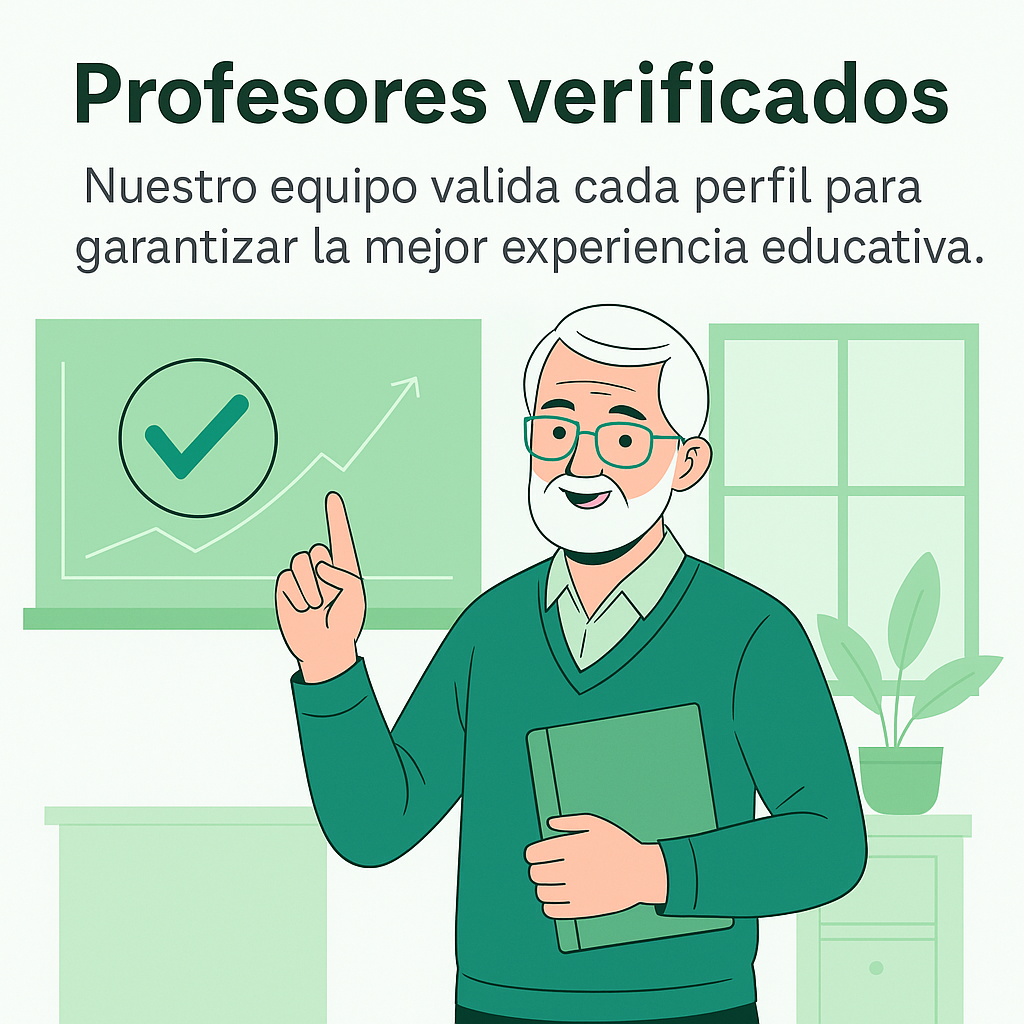 Profesores verificados
Nuestro equipo valida cada perfil para
garantizar la mejor experiencia educativa.